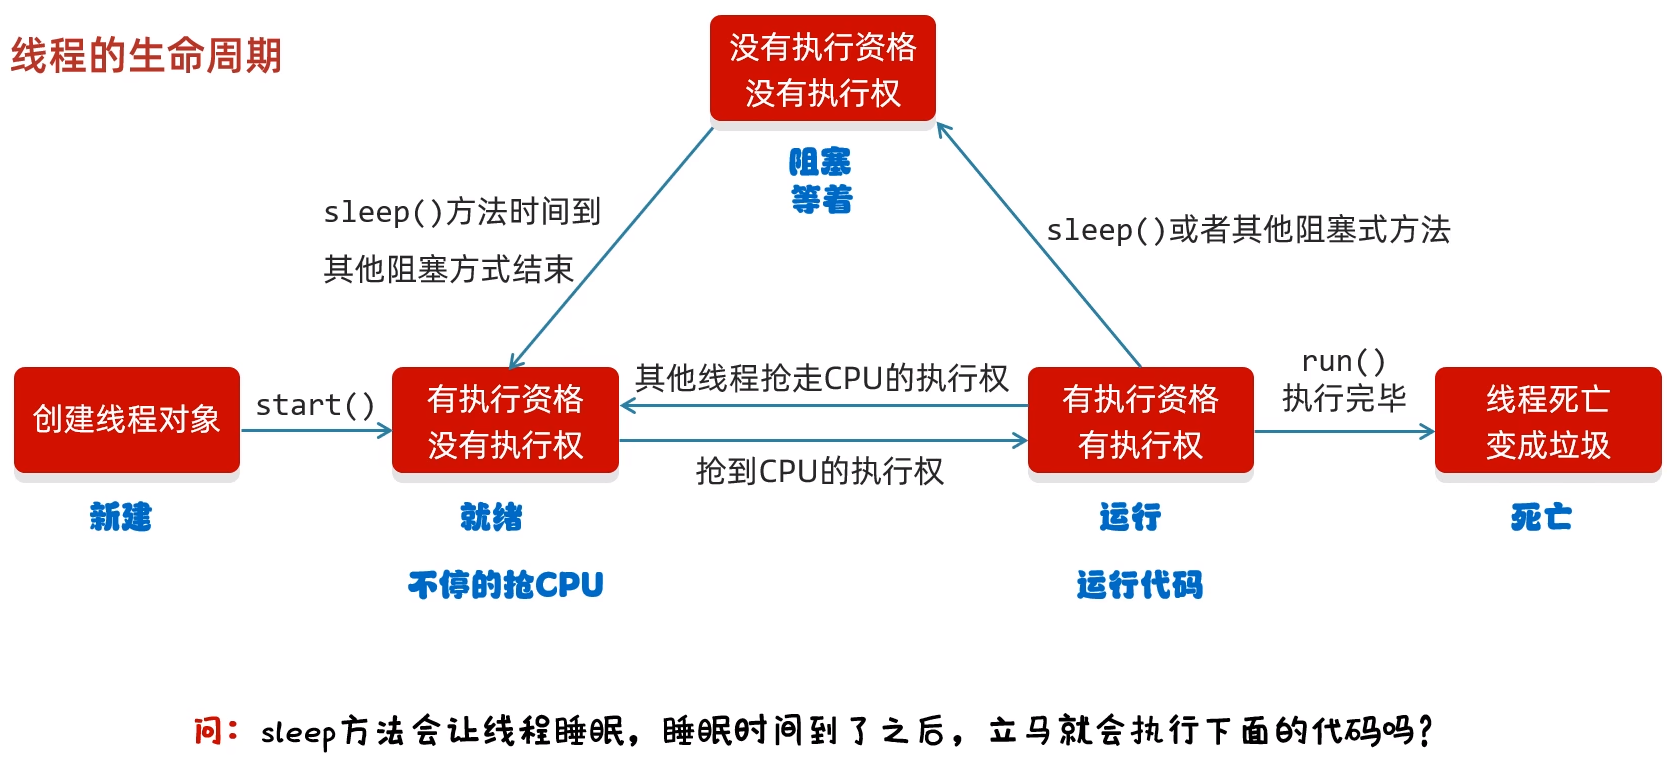 线程的生命周期
没有执行资格
没有执行权
阻塞
等着
sleep()方法时间到
其他阻塞方式结束
sleep()或者其他阻塞式方法
创建线程对象
新建
start()
有执行资格
没有执行权
就绪
不停的抢CPU
其他线程抢走CPU的执行权
抢到CPU的执行权
有执行资格
有执行权
运行
运行代码
run()
执行完毕
线程死亡
变成垃圾
死亡
问：sleep方法会让线程睡眠，睡眠时间到了之后，立马就会执行下面的代码吗？